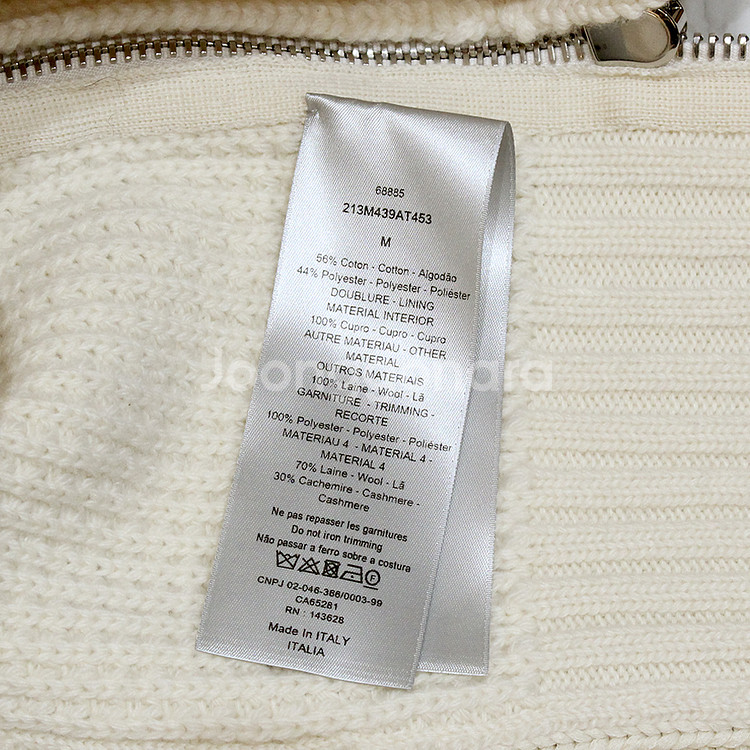 68885
213M439AT453
M
56% Coton - Cotton - Algodão
44% Polyester - Polyester - Poliéster
DOUBLURE - LINING
MATERIAL INTERIOR
100% Cupro - Cupro - Cupro
AUTRE MATERIAU - OTHER
MATERIAL
OUTROS MATERIAIS
100% Laine - Wool - Lã
GARNITURE - TRIMMING -
RECORTE
100% Polyester - Polyester - Poliéster
MATERIAU 4 - MATERIAL 4 -
MATERIAL 4
70% Laine - Wool - Lã
30% Cachemire - Cashmere -
Cashmere
Ne pas repasser les garnitures
Do not iron trimming
Não passar a ferro sobre a costura
F
CNPJ 02-046-386/0003-99
CA65281
RN : 143628
Made in ITALY
ITALIA